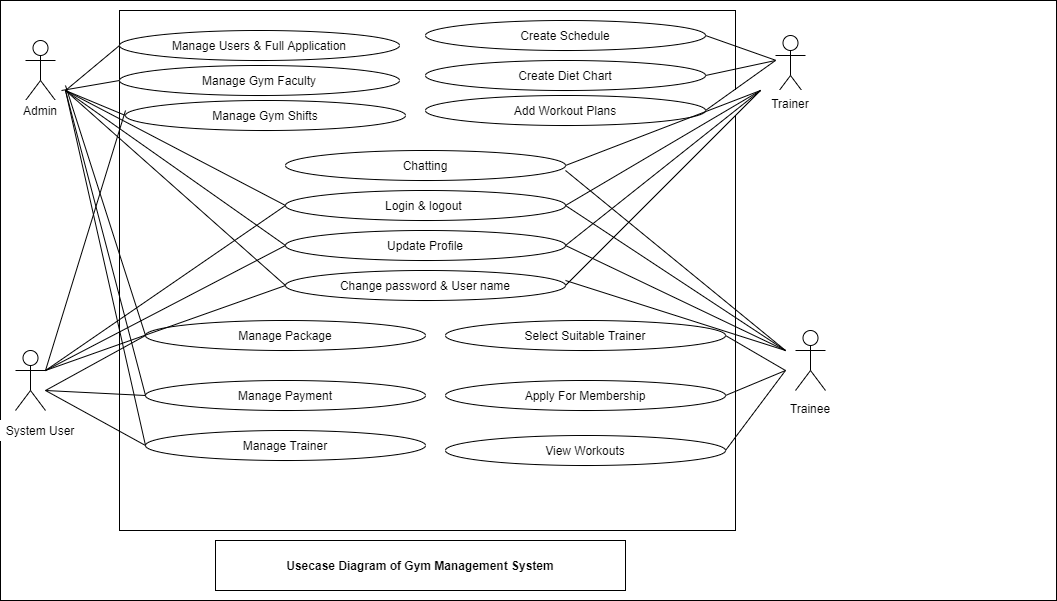 Create Schedule
Manage Users & Full Application
Create Diet Chart
Manage Gym Faculty
Trainer
Admin
Add Workout Plans
Manage Gym Shifts
Chatting
Login & logout
Update Profile
Change password & User name
Manage Package
Select Suitable Trainer
Manage Payment
Apply For Membership
Trainee
System User
Manage Trainer
View Workouts
Usecase Diagram of Gym Management System